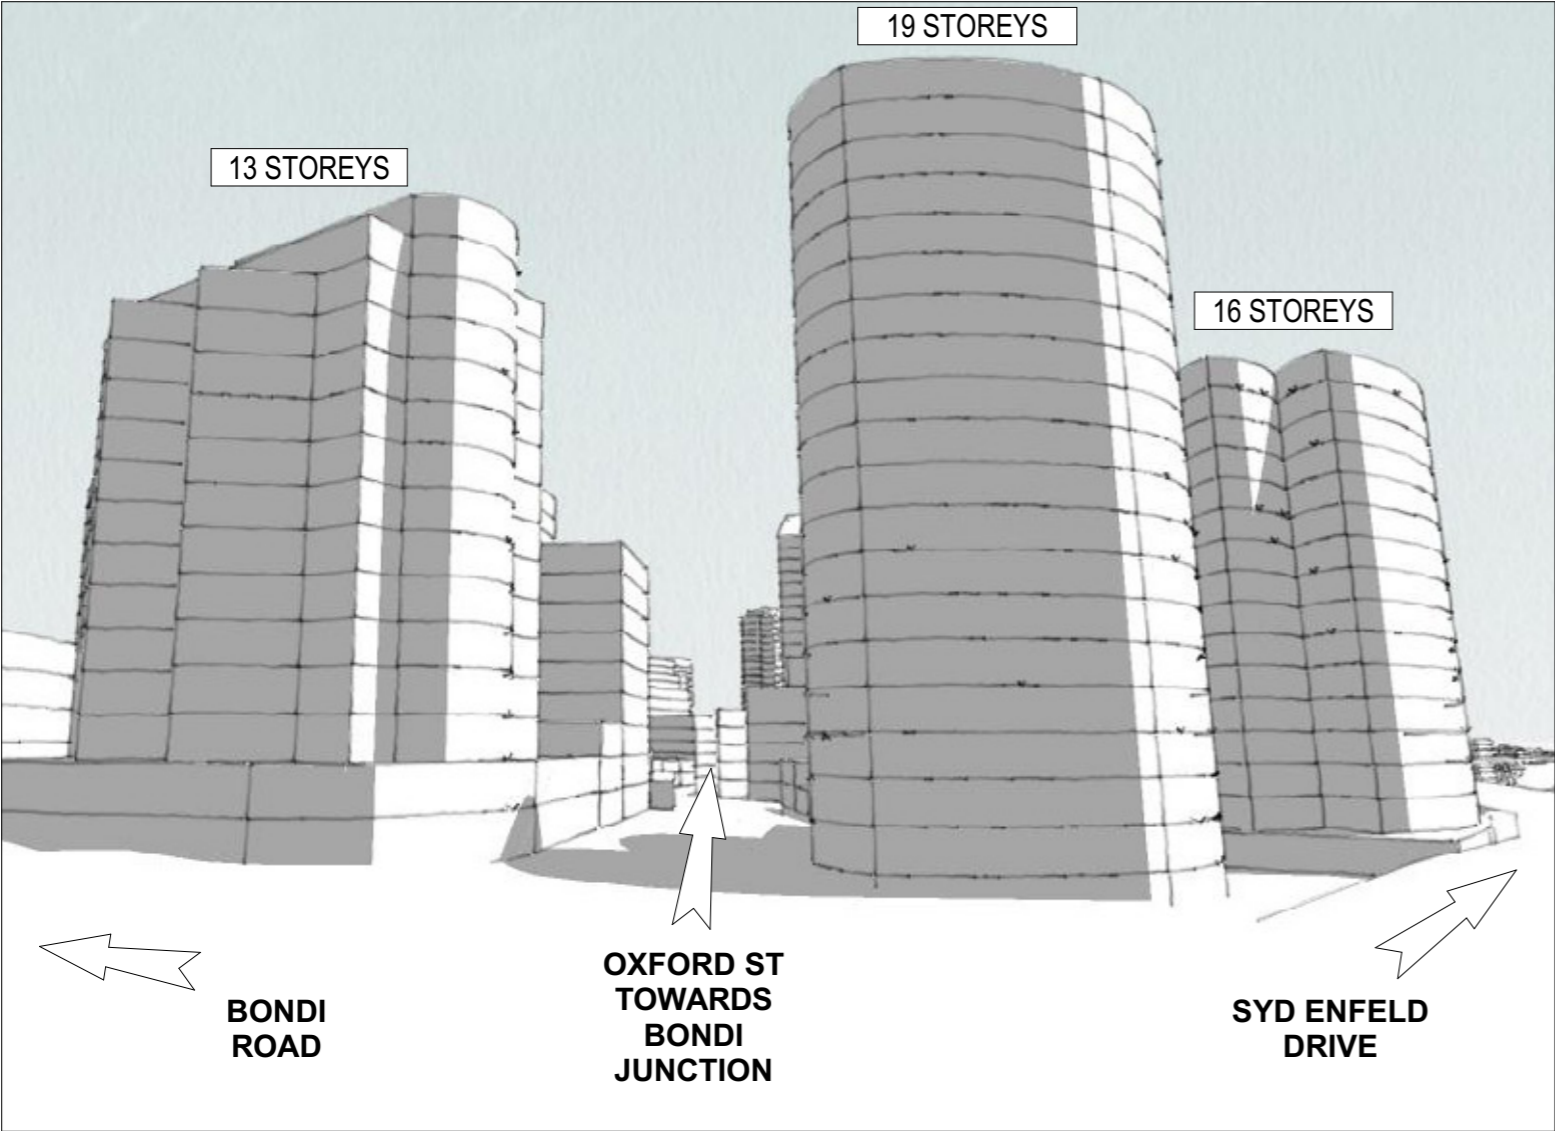 19 STOREYS
13 STOREYS
16 STOREYS
BONDI
ROAD
OXFORD ST
TOWARDS
BONDI
JUNCTION
SYD ENFELD
DRIVE